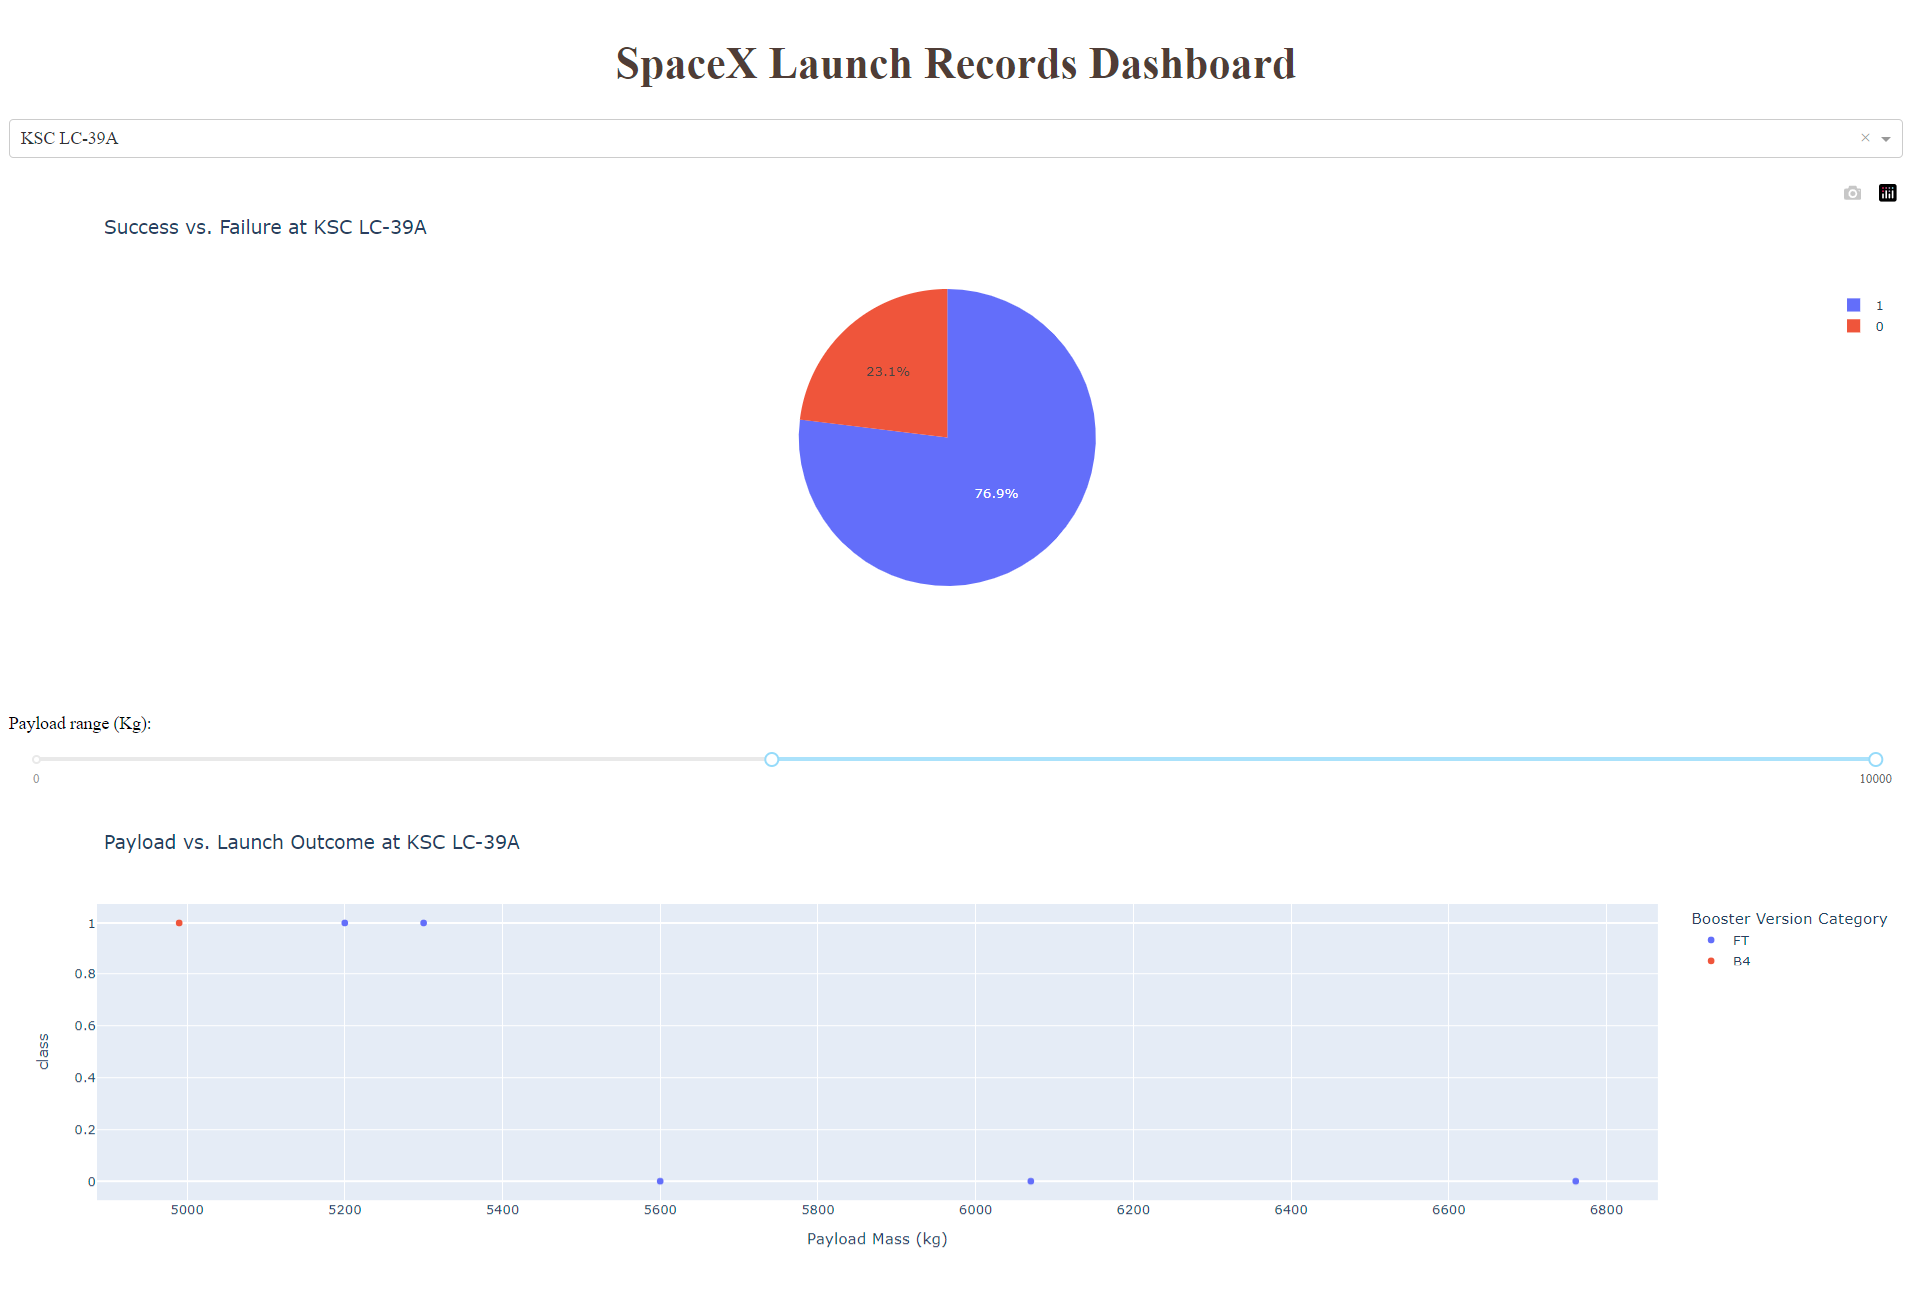 SpaceX Launch Records Dashboard
KSC LC-39A
×
Success vs. Failure at KSC LC-39A
1
0
23.1%
76.9%
Payload range (Kg):
0
10000
Payload vs. Launch Outcome at KSC LC-39A
Booster Version Category
FT
B4
class
1
0.8
0.6
0.4
0.2
0
5000 5200 5400 5600 5800 6000 6200 6400 6600 6800
Payload Mass (kg)